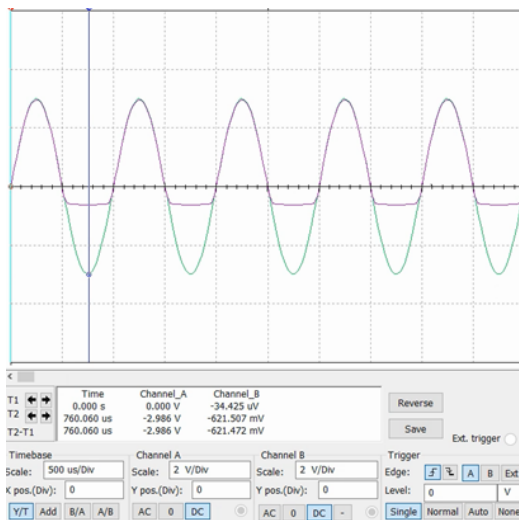 Time Channel_A Channel_B
T1 0.000 s 0.000 V -34.425 uV
T2 760.060 us -2.986 V -621.507 mV
T2-T1 760.060 us -2.986 V -621.472 mV
Reverse
Save
Ext. trigger
Timebase
Scale: 500 us/Div
X pos.(Div): 0
Y/T Add B/A A/B
Channel A
Scale: 2 V/Div
Y pos.(Div): 0
AC 0 DC
Channel B
Scale: 2 V/Div
Y pos.(Div): 0
AC 0 DC -
Trigger
Edge: A B Ext
Level: 0 V
Single Normal Auto None